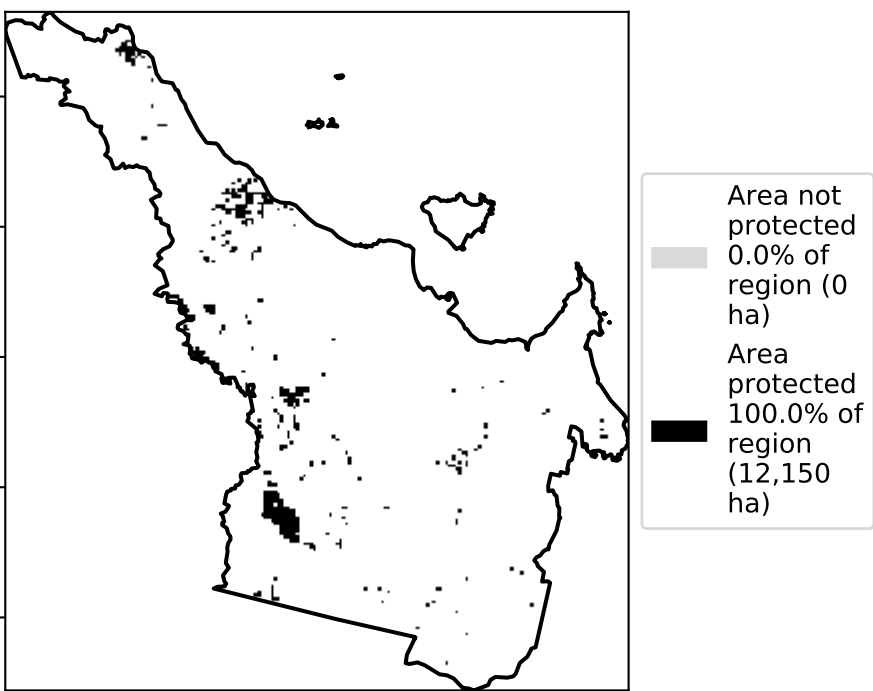 Area not
protected
0.0% of
region (0
ha)
Area
protected
100.0% of
region
(12,150
ha)